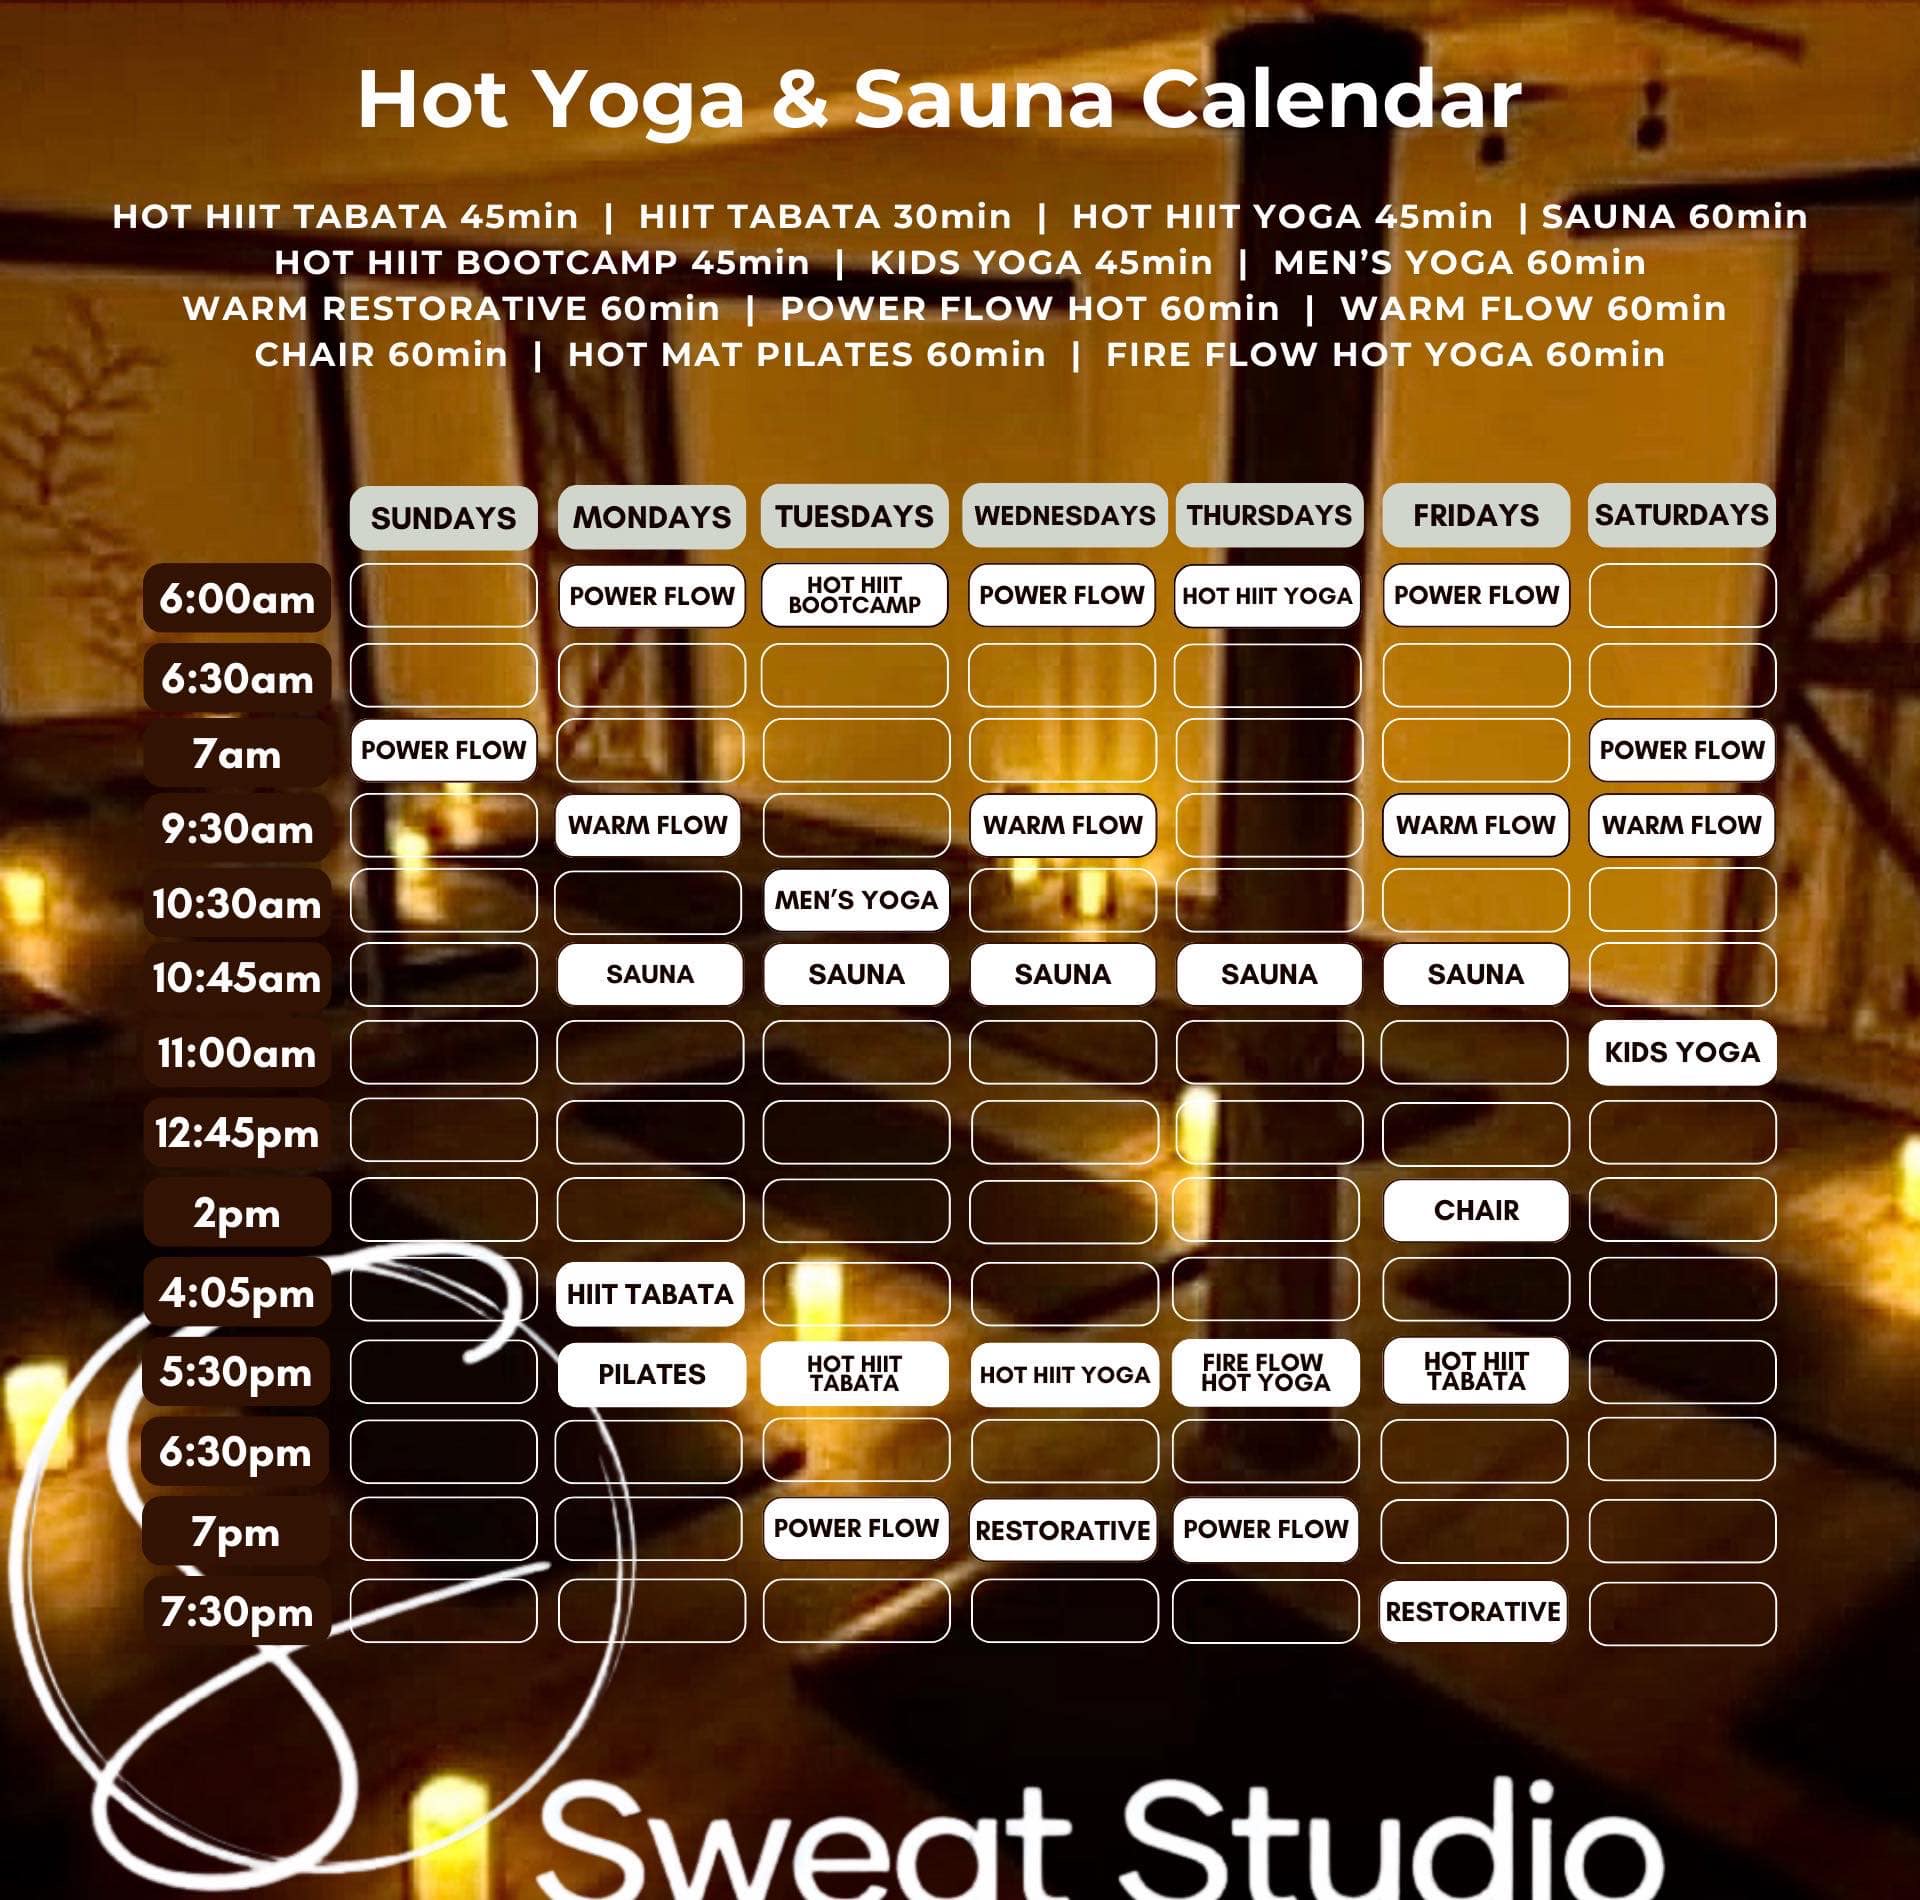 Hot Yoga & Sauna Calendar
HOT HIIT TABATA 45min | HIIT TABATA 30min | HOT HIIT YOGA 45min | SAUNA 60min
HOT HIIT BOOTCAMP 45min | KIDS YOGA 45min | MEN’S YOGA 60min
WARM RESTORATIVE 60min | POWER FLOW HOT 60min | WARM FLOW 60min
CHAIR 60min | HOT MAT PILATES 60min | FIRE FLOW HOT YOGA 60min
SUNDAYS MONDAYS TUESDAYS WEDNESDAYS THURSDAYS FRIDAYS SATURDAYS
6:00am POWER FLOW HOT HIIT BOOTCAMP POWER FLOW HOT HIIT YOGA POWER FLOW
6:30am
7am POWER FLOW POWER FLOW
9:30am WARM FLOW WARM FLOW WARM FLOW WARM FLOW
10:30am MEN’S YOGA
10:45am SAUNA SAUNA SAUNA SAUNA SAUNA
11:00am KIDS YOGA
12:45pm
2pm CHAIR
4:05pm HIIT TABATA
5:30pm PILATES HOT HIIT TABATA HOT HIIT YOGA FIRE FLOW HOT YOGA HOT HIIT TABATA
6:30pm
7pm POWER FLOW RESTORATIVE POWER FLOW
7:30pm RESTORATIVE
Sweat Studio